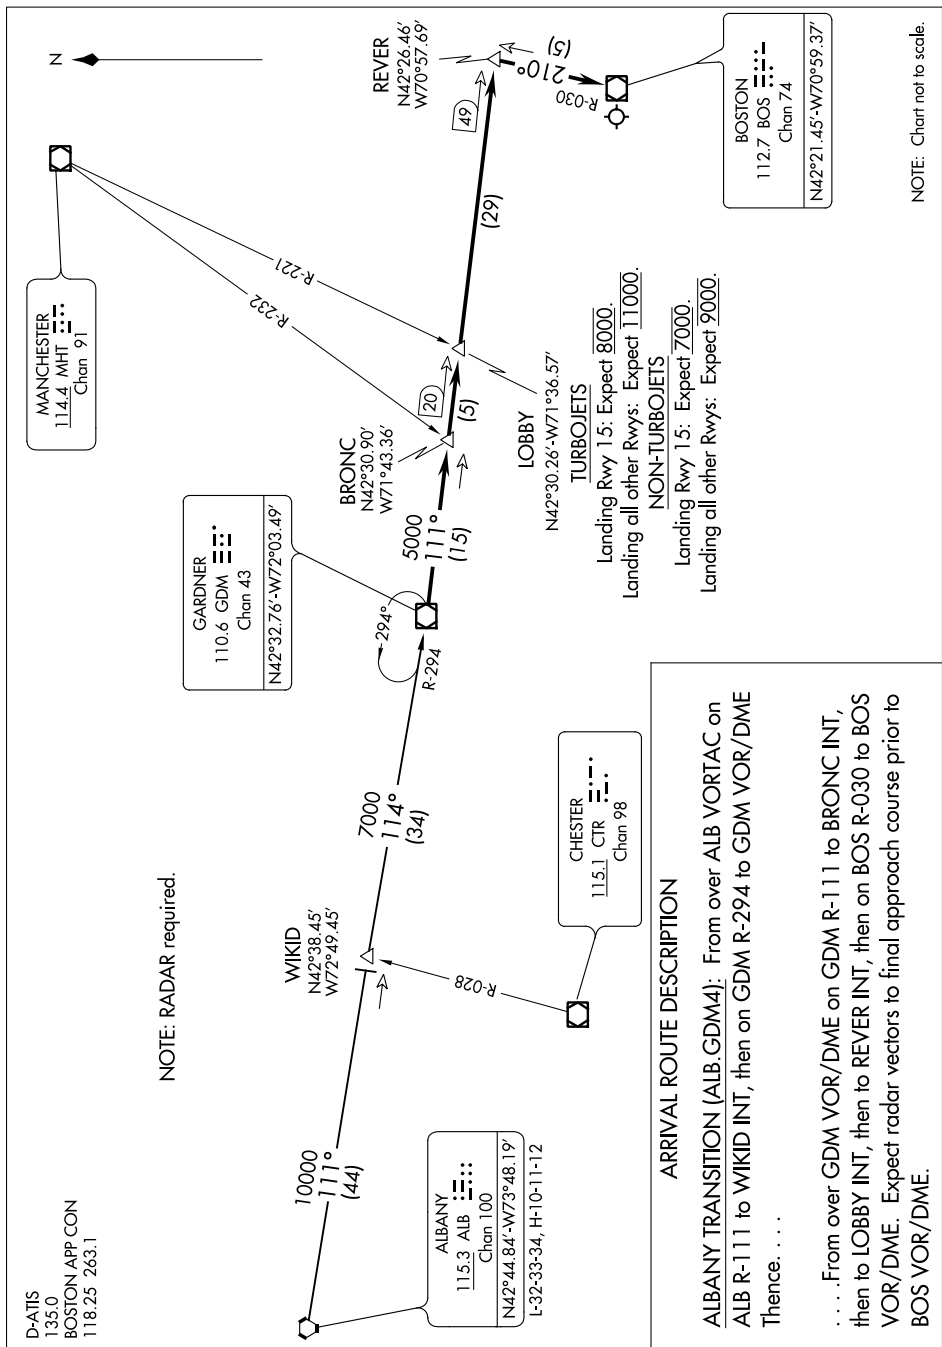 D-ATIS
135.0
BOSTON APP CON
118.25 263.1
NOTE: RADAR required.
N
MANCHESTER
114.4 MHT
Chan 91
REVER
N42°26.46'
W70°57.69'
GARDNER
110.6 GDM
Chan 43
N42°32.76'-W72°03.49'
BRONC
N42°30.90'
W71°43.36'
R-232
R-221
WIKID
N42°38.45'
W72°49.45'
10000
111°
(44)
7000
114°
(34)
294°
R-294
5000
111°
(15)
20
(5)
49
(29)
210°
(5)
R-030
ALBANY
115.3 ALB
Chan 100
N42°44.84'-W73°48.19'
L-32-33-34, H-10-11-12
R-028
CHESTER
115.1 CTR
Chan 98
LOBBY
N42°30.26'-W71°36.57'
TURBOJETS
Landing Rwy 15: Expect 8000.
Landing all other Rwys: Expect 11000.
NON-TURBOJETS
Landing Rwy 15: Expect 7000.
Landing all other Rwys: Expect 9000.
BOSTON
112.7 BOS
Chan 74
N42°21.45'-W70°59.37'
NOTE: Chart not to scale.
ARRIVAL ROUTE DESCRIPTION
ALBANY TRANSITION (ALB.GDM4): From over ALB VORTAC on
ALB R-111 to WIKID INT, then on GDM R-294 to GDM VOR/DME
Thence. . . .
. . . .From over GDM VOR/DME on GDM R-111 to BRONC INT,
then to LOBBY INT, then to REVER INT, then on BOS R-030 to BOS
VOR/DME. Expect radar vectors to final approach course prior to
BOS VOR/DME.